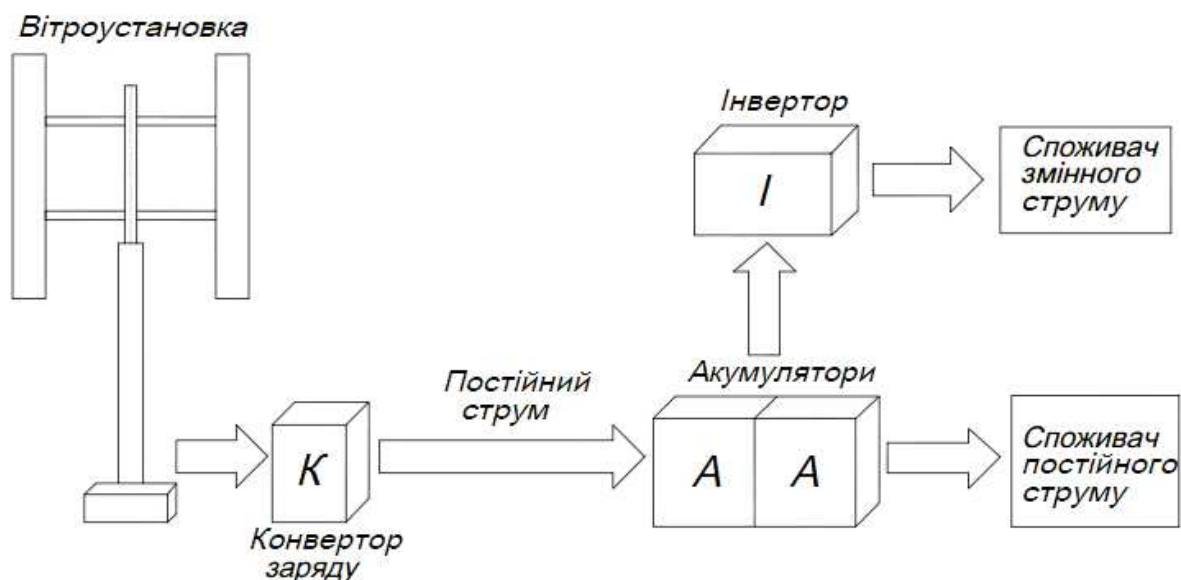 Вітроустановка
Інвертор
І
Споживач
змінного
струму
Постійний
струм
Акумулятори
К
А А
Споживач
постійного
струму
Конвертор
заряду